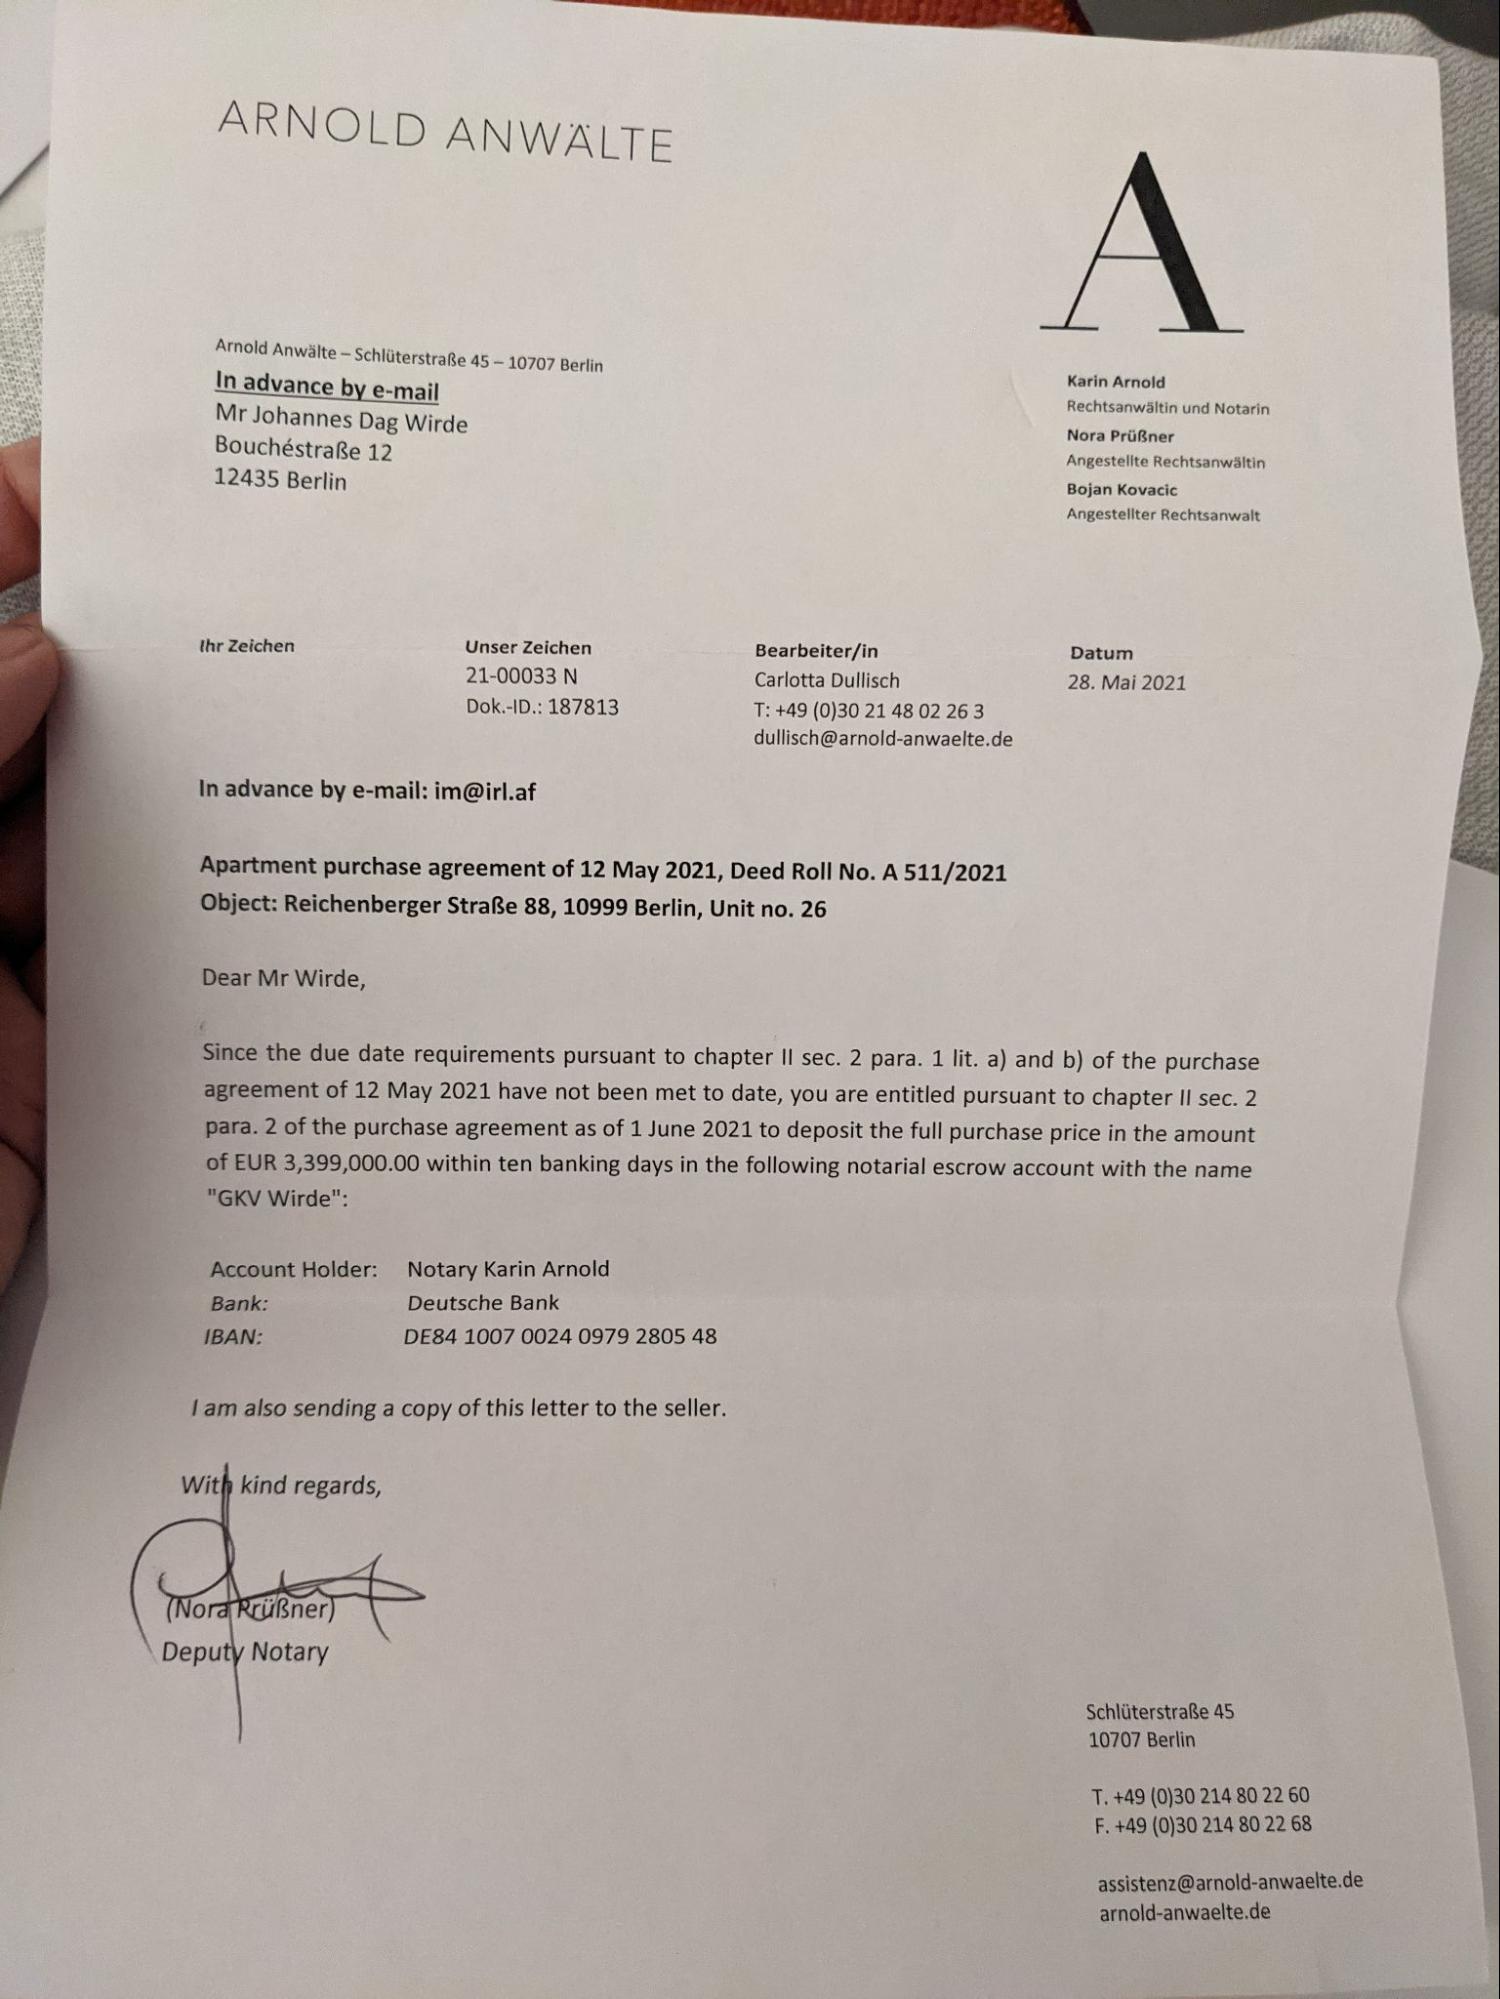 ARNOLD ANWÄLTE
A
Arnold Anwälte – Schlüterstraße 45 – 10707 Berlin
In advance by e-mail
Mr Johannes Dag Wirde
Bouchéstraße 12
12435 Berlin
Karin Arnold
Rechtsanwältin und Notarin
Nora Prüßner
Angestellte Rechtsanwältin
Bojan Kovacic
Angestellter Rechtsanwalt
Ihr Zeichen
Unser Zeichen
21-00033 N
Dok.-ID.: 187813
Bearbeiter/in
Carlotta Dullisch
T: +49 (0)30 21 48 02 26 3
dullisch@arnold-anwaelte.de
Datum
28. Mai 2021
In advance by e-mail: im@irl.af
Apartment purchase agreement of 12 May 2021, Deed Roll No. A 511/2021
Object: Reichenberger Straße 88, 10999 Berlin, Unit no. 26
Dear Mr Wirde,
Since the due date requirements pursuant to chapter II sec. 2 para. 1 lit. a) and b) of the purchase
agreement of 12 May 2021 have not been met to date, you are entitled pursuant to chapter II sec. 2
para. 2 of the purchase agreement as of 1 June 2021 to deposit the full purchase price in the amount
of EUR 3,399,000.00 within ten banking days in the following notarial escrow account with the name
"GKV Wirde":
Account Holder: Notary Karin Arnold
Bank: Deutsche Bank
IBAN: DE84 1007 0024 0979 2805 48
I am also sending a copy of this letter to the seller.
With kind regards,
(Nora Prüßner)
Deputy Notary
Schlüterstraße 45
10707 Berlin
T. +49 (0)30 214 80 22 60
F. +49 (0)30 214 80 22 68
assistenz@arnold-anwaelte.de
arnold-anwaelte.de